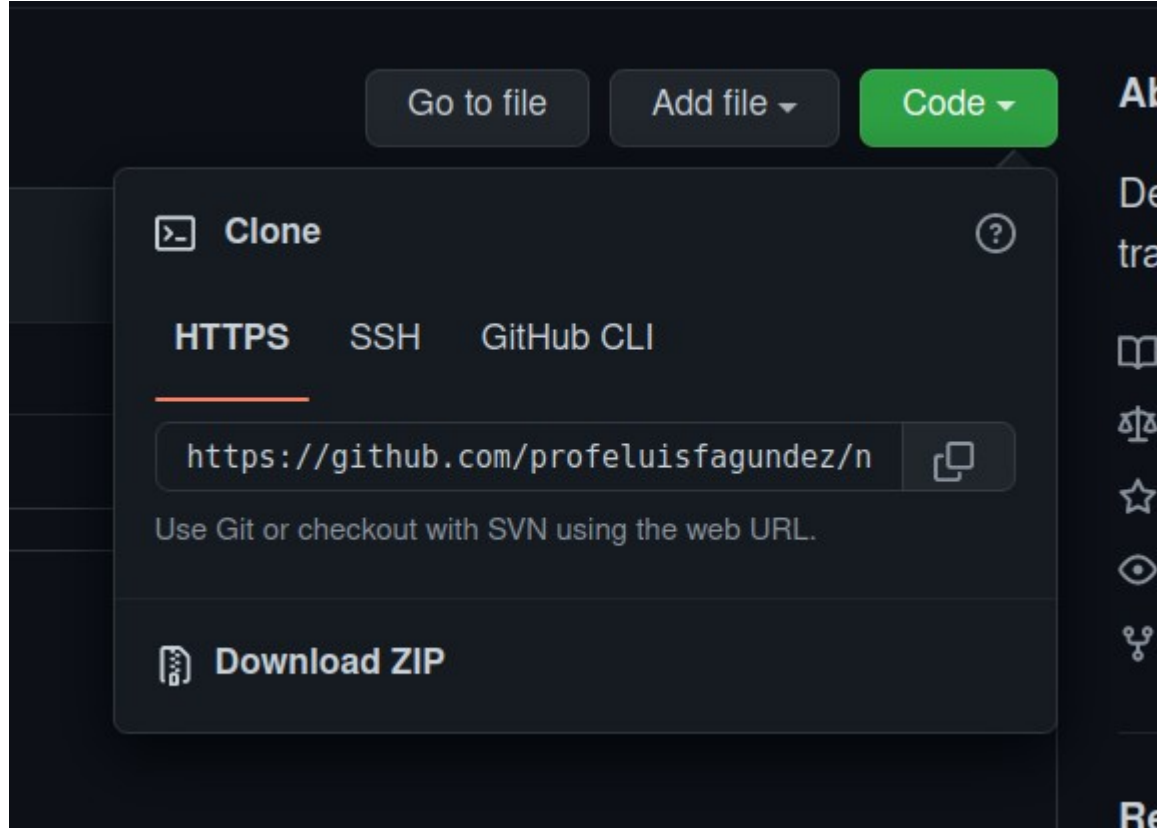 Go to file
Add file
Code
Clone
HTTPS
SSH
GitHub CLI
https://github.com/profeluisfagundez/n
Use Git or checkout with SVN using the web URL.
Download ZIP